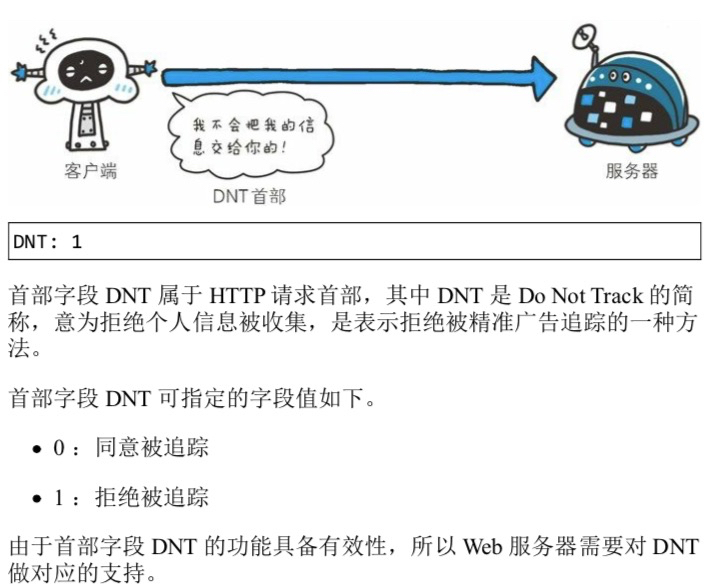 我不会把我的信
息交给你的！
客户端
服务器
DNT 首部
DNT: 1
首部字段 DNT 属于 HTTP 请求首部，其中 DNT 是 Do Not Track 的简
称，意为拒绝个人信息被收集，是表示拒绝被精准广告追踪的一种方
法。
首部字段 DNT 可指定的字段值如下。
• 0 ：同意被追踪
• 1 ：拒绝被追踪
由于首部字段 DNT 的功能具备有效性，所以 Web 服务器需要对 DNT
做对应的支持。